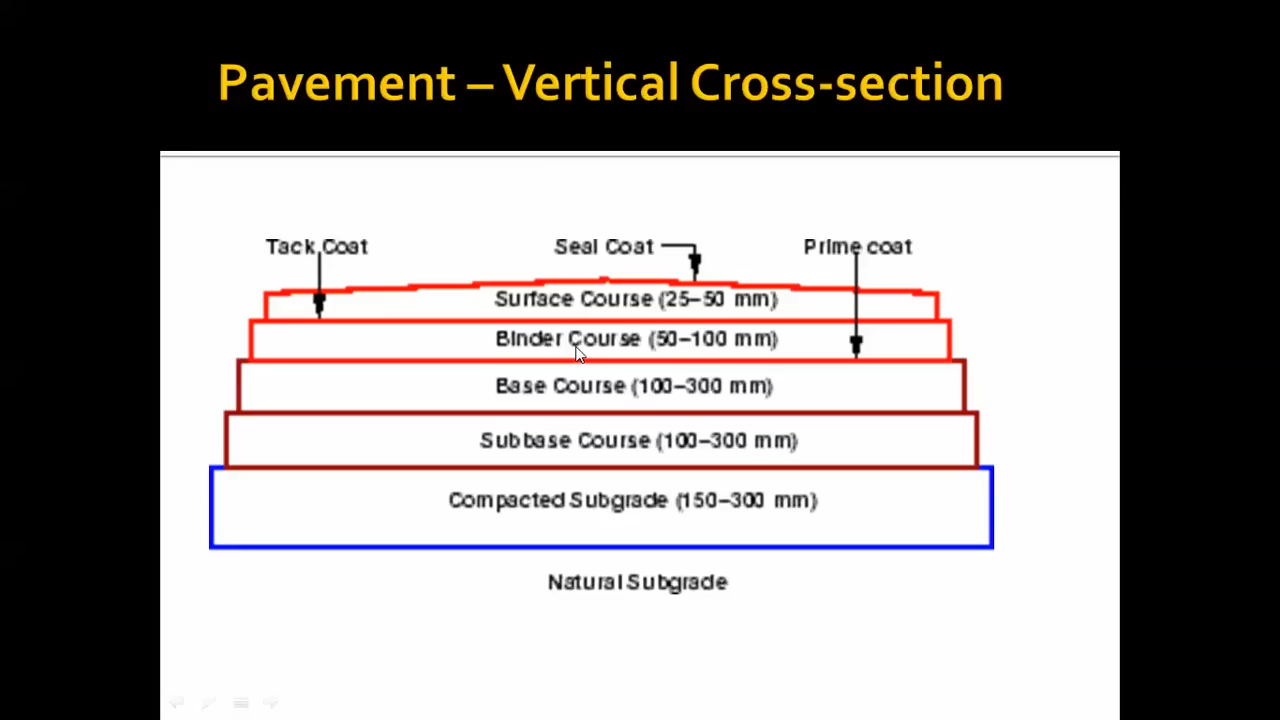 Pavement – Vertical Cross-section
Tack Coat
Seal Coat
Prime coat
Surface Course (25–50 mm)
Binder Course (50–100 mm)
Base Course (100–300 mm)
Subbase Course (100–300 mm)
Compacted Subgrade (150–300 mm)
Natural Subgrade